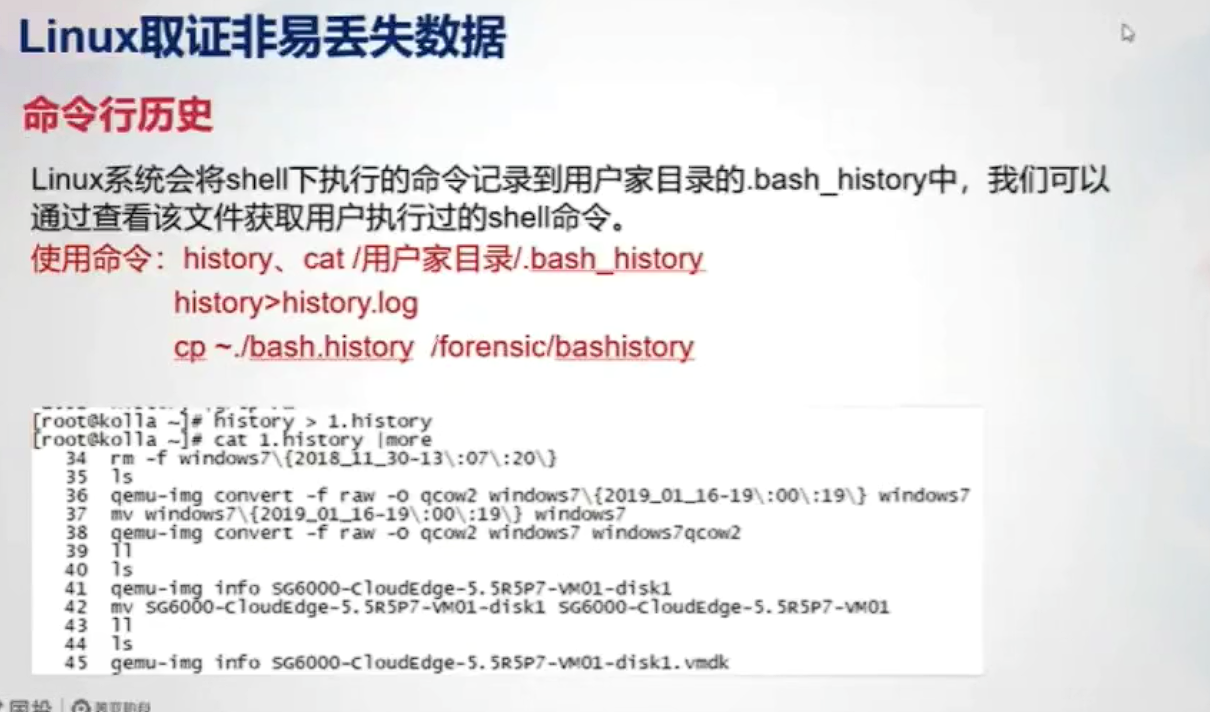 Linux取证非易丢失数据
命令行历史
Linux系统会将shell下执行的命令记录到用户家目录的.bash_history中，我们可以
通过查看该文件获取用户执行过的shell命令。
使用命令：history、cat /用户家目录/.bash_history
history>history.log
cp ~./bash.history /forensic/bashistory
[root@kolla ~]# history > 1.history
[root@kolla ~]# cat 1.history |more
34 rm -f windows7\{2018_11_30-13\:07\:20\}
35 ls
36 qemu-img convert -f raw -O qcow2 windows7\{2019_01_16-19\:00\:19\} windows7
37 mv windows7\{2019_01_16-19\:00\:19\} windows7
38 qemu-img convert -f raw -O qcow2 windows7 windows7qcow2
39 ll
40 ls
41 qemu-img info SG6000-CloudEdge-5.5R5P7-VM01-disk1
42 mv SG6000-CloudEdge-5.5R5P7-VM01-disk1 SG6000-CloudEdge-5.5R5P7-VM01
43 ll
44 ls
45 qemu-img info SG6000-CloudEdge-5.5R5P7-VM01-disk1.vmdk